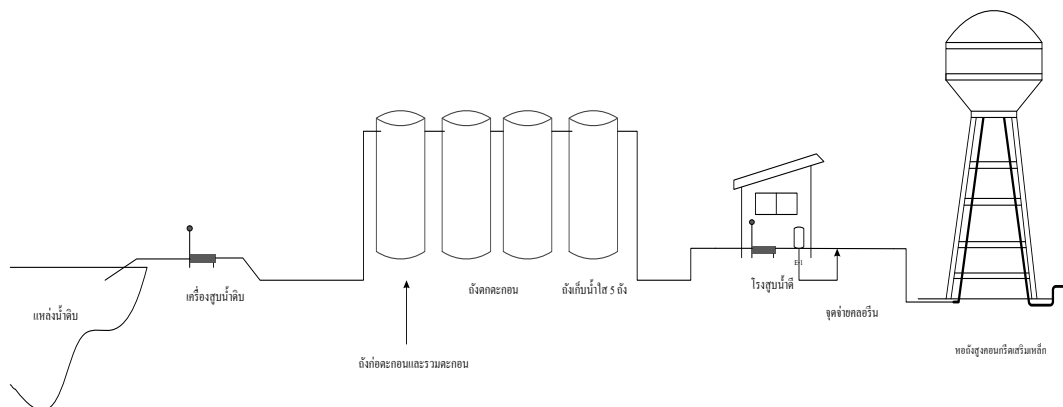 แหล่งน้ำดิบ
เครื่องสูบน้ำดิบ
ถังก่อตะกอนและรวมตะกอน
ถังตกตะกอน
ถังเก็บน้ำใส 5 ถัง
โรงสูบน้ำดี
E-1
จุดจ่ายคลอรีน
หอถังสูงคอนกรีตเสริมเหล็ก